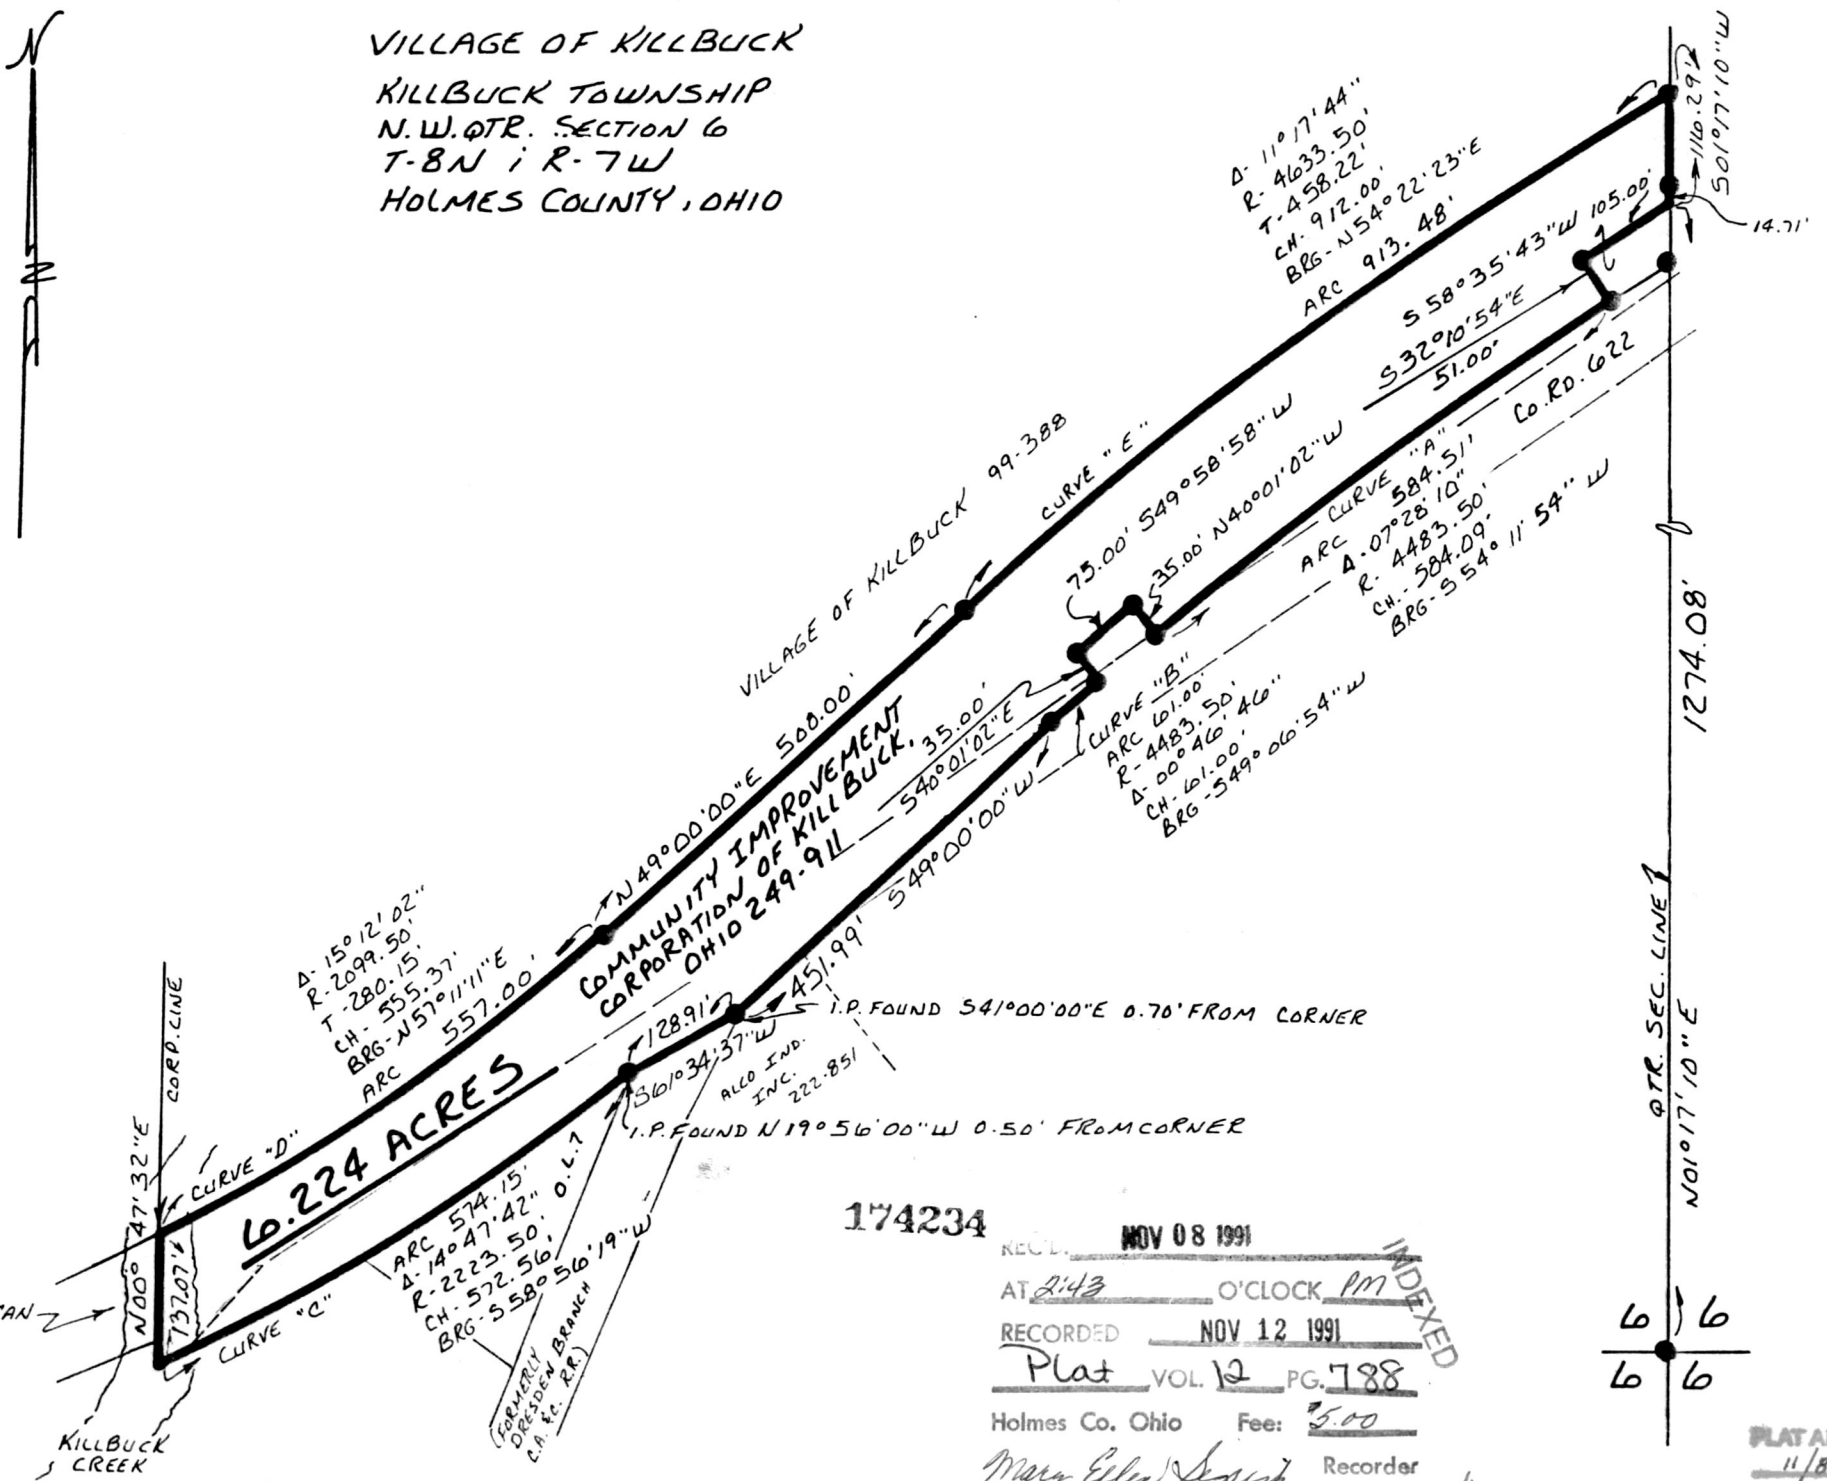 N
VILLAGE OF KILLBUCK
KILLBUCK TOWNSHIP
N.W.QTR. SECTION 6
T-8N ; R-7W
HOLMES COUNTY, OHIO
Δ- 11°17'44"
R- 4633.50'
T-458.22'
CH. 912.00'
BRG-N54°22'23"E
ARC 913.48'
116.29'
S01°17'10"W
14.71'
S58°35'43"W 105.00'
S32°10'54"E
51.00'
CO.RD. 622
CURVE "A"
ARC 584.51'
Δ-07°28'10"
R- 4483.50'
CH.-584.09'
BRG-S54°11'54"W
CURVE "E"
VILLAGE OF KILLBUCK 99-388
75.00' S49°58'58"W
35.00' N40°01'02"W
CURVE "B"
ARC 61.00'
R-4483.50'
Δ-00°46'46"
CH-61.00'
BRG-S49°06'54"W
1274.08'
N49°00'00"E 508.00'
COMMUNITY IMPROVEMENT
CORPORATION OF KILLBUCK,
OHIO 249-911
35.00'
S40°01'02"E
451.99' S49°00'00"W
Δ-15°12'02"
R-2099.50'
T-280.15'
CH- 555.37'
BRG-N57°11'11"E
ARC 557.00'
128.91'
S61°34'37"W
I.P. FOUND S41°00'00"E 0.70' FROM CORNER
ALCO IND.
INC.
222-851
I.P. FOUND N19°56'00"W 0.50' FROM CORNER
CORP. LINE
N00°47'32"E
137.07'
CURVE "D"
6.224 ACRES
CURVE "C"
ARC 574.15'
Δ-14°47'42"
R-2223.50'
CH- 572.56'
BRG-S58°56'19"W
O.L.7
(FORMERLY
DRESDEN BRANCH
C.A. & C. R.R.)
AN
KILLBUCK
CREEK
QTR. SEC. LINE
N01°17'10"E
6 6
6 6
174234
REC'D. NOV 08 1991
AT 2:43 O'CLOCK PM
INDEXED
RECORDED NOV 12 1991
Plat VOL. 12 PG. 788
Holmes Co. Ohio Fee: $5.00
Mary Ellen Recorder
PLAT
11/8